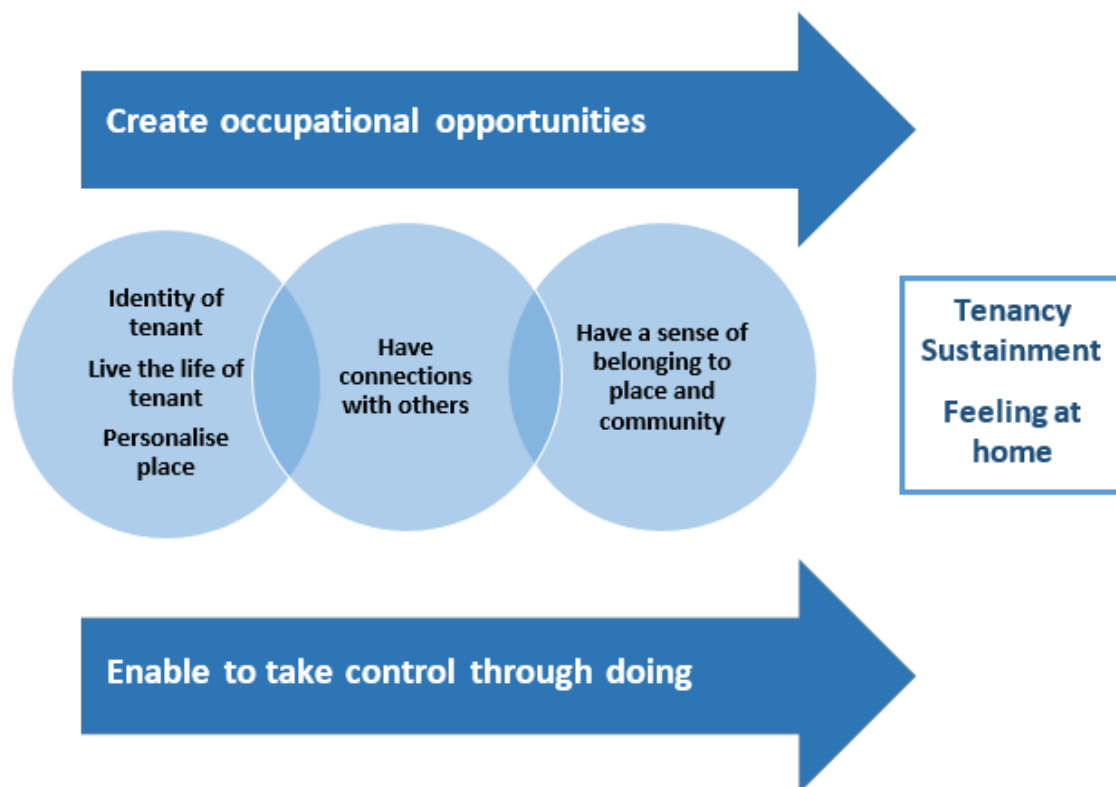 Create occupational opportunities
Identity of
tenant
Live the life of
tenant
Personalise
place
Have
connections
with others
Have a sense of
belonging to
place and
community
Tenancy
Sustainment
Feeling at
home
Enable to take control through doing